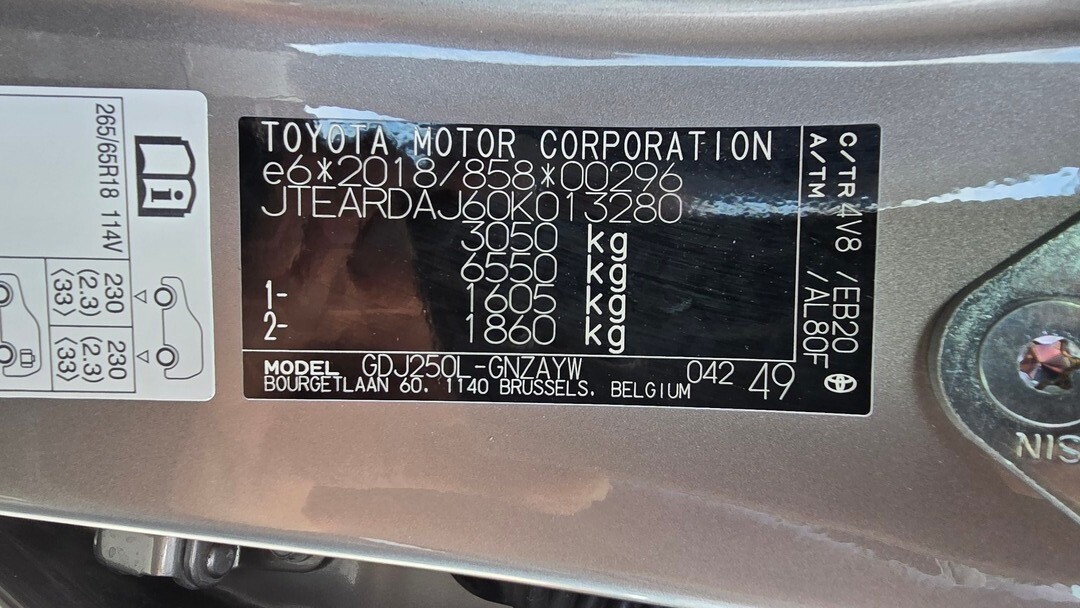 265/65R18 114V
230
(2.3)
⟨33⟩
230
(2.3)
⟨33⟩
TOYOTA MOTOR CORPORATION
e6*2018/858*00296
JTEARDAJ60K013280
3050 kg
6550 kg
1- 1605 kg
2- 1860 kg
MODEL GDJ250L-GNZAYW
BOURGETLAAN 60, 1140 BRUSSELS, BELGIUM
042 49
C/TR 4V8 /EB20
A/TM /AL80F
NIS